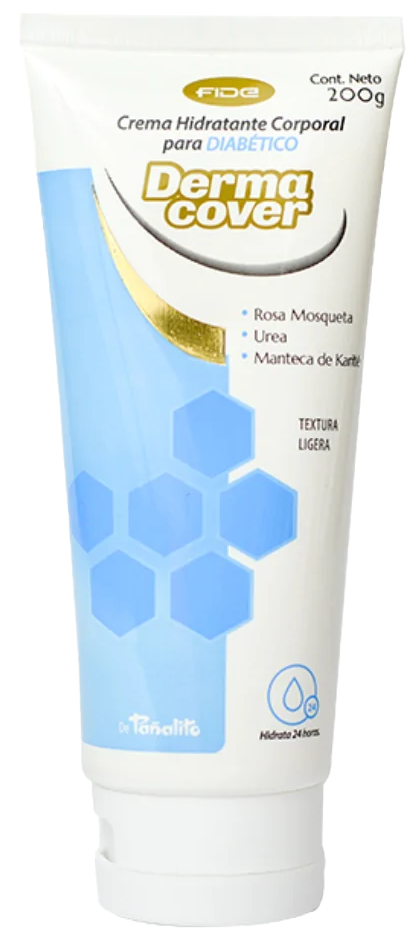 FIDE
Cont. Neto
200g
Crema Hidratante Corporal
para DIABÉTICO
Derma
cover
Rosa Mosqueta
Urea
Manteca de Karité
TEXTURA
LIGERA
24
Hidrata 24 horas.
De Pañalito